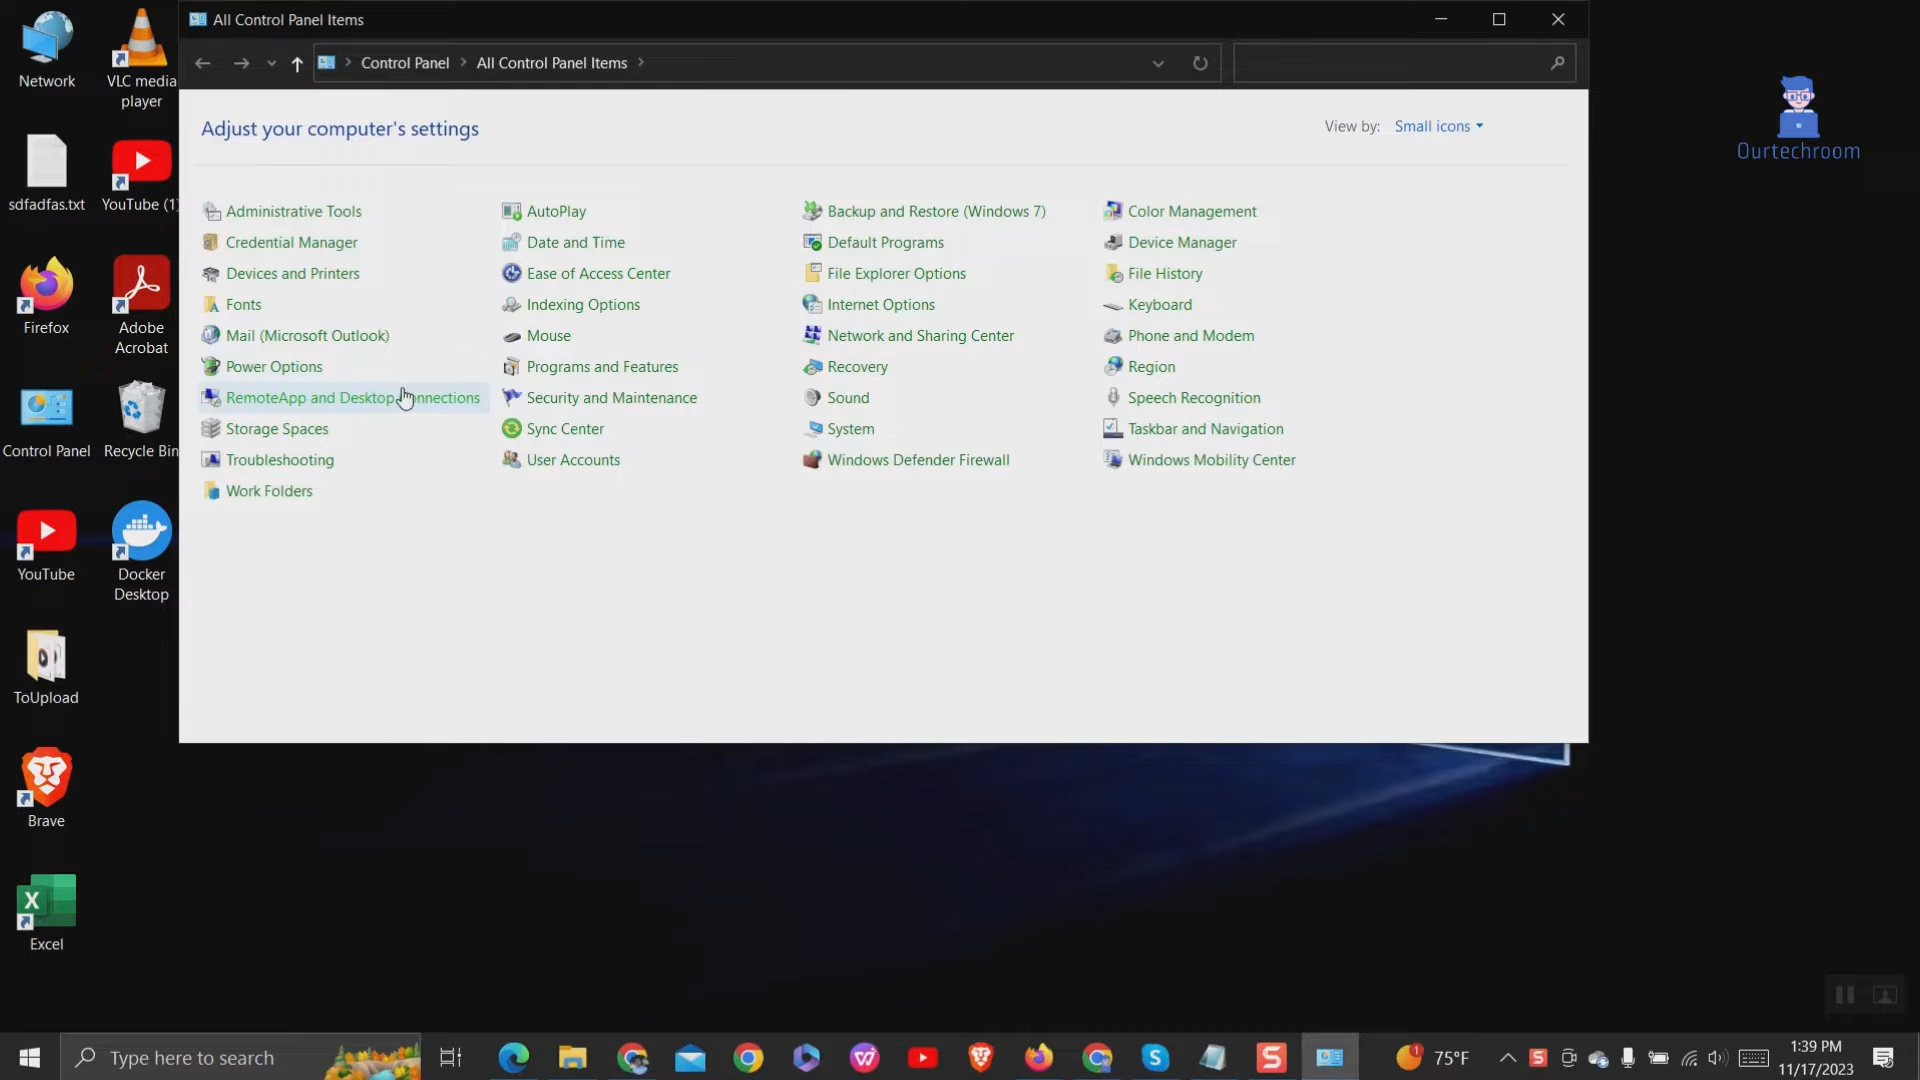 All Control Panel Items
Control Panel
All Control Panel Items
Adjust your computer's settings
View by:
Small icons
Administrative Tools
AutoPlay
Backup and Restore (Windows 7)
Color Management
Credential Manager
Date and Time
Default Programs
Device Manager
Devices and Printers
Ease of Access Center
File Explorer Options
File History
Fonts
Indexing Options
Internet Options
Keyboard
Mail (Microsoft Outlook)
Mouse
Network and Sharing Center
Phone and Modem
Power Options
Programs and Features
Recovery
Region
RemoteApp and Desktop nnections
Security and Maintenance
Sound
Speech Recognition
Storage Spaces
Sync Center
System
Taskbar and Navigation
Troubleshooting
User Accounts
Windows Defender Firewall
Windows Mobility Center
Work Folders
Network
VLC media
player
sdfadfas.txt
YouTube (1)
Firefox
Adobe
Acrobat
Control Panel
Recycle Bin
YouTube
Docker
Desktop
ToUpload
Brave
Excel
Ourtechroom
Type here to search
75°F
1:39 PM
11/17/2023